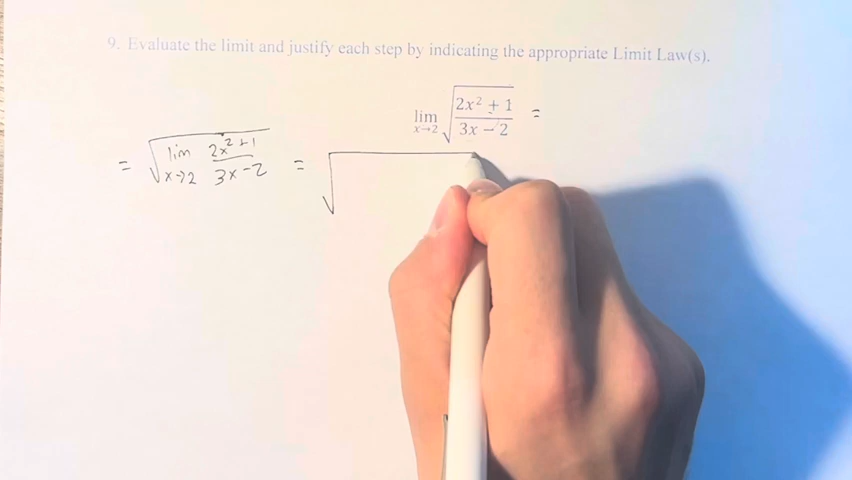 9. Evaluate the limit and justify each step by indicating the appropriate Limit Law(s).
lim x→2 √((2x² + 1)/(3x − 2)) =
= √(lim x→2 (2x²+1)/(3x-2)) = √